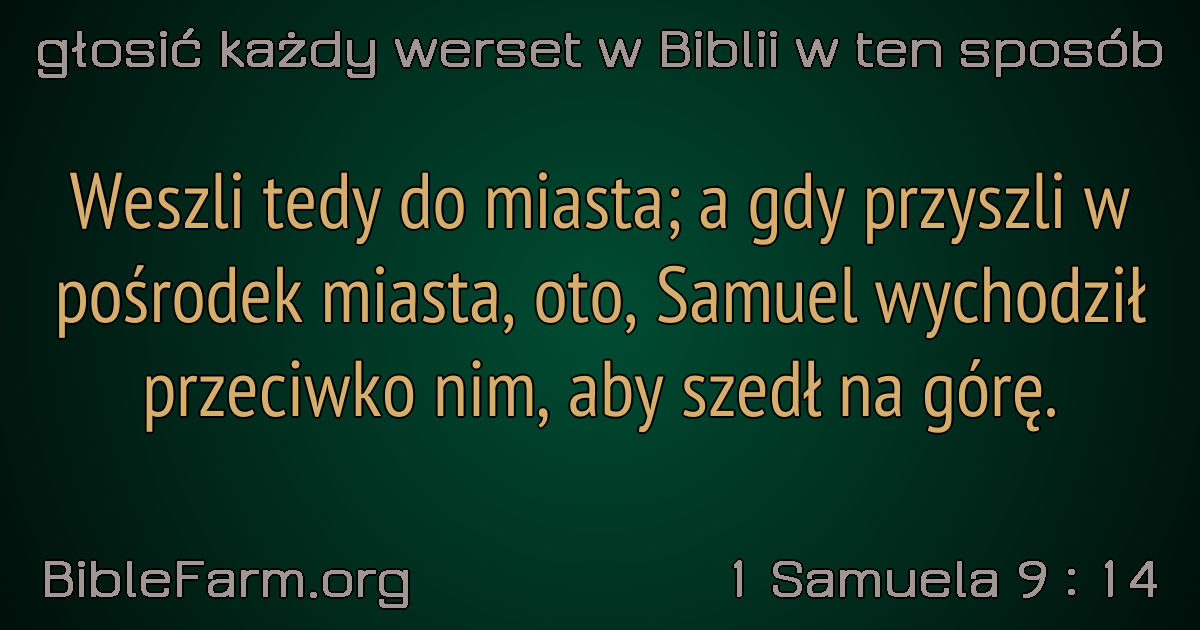 głosić każdy werset w Biblii w ten sposób
Weszli tedy do miasta; a gdy przyszli w
pośrodek miasta, oto, Samuel wychodził
przeciwko nim, aby szedł na górę.
BibleFarm.org
1 Samuela 9 : 14